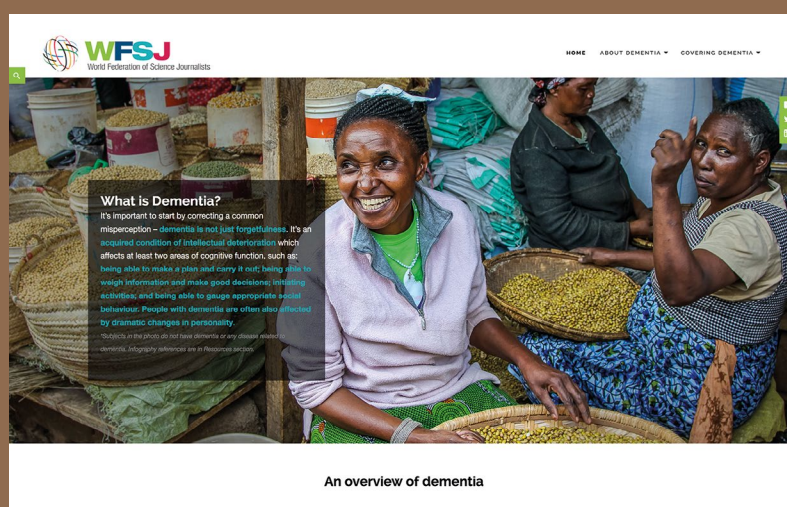 WFSJ
World Federation of Science Journalists
HOME ABOUT DEMENTIA COVERING DEMENTIA
What is Dementia?
It's important to start by correcting a common
misperception – dementia is not just forgetfulness. It's an
acquired condition of intellectual deterioration which
affects at least two areas of cognitive function, such as:
being able to make a plan and carry it out; being able to
weigh information and make good decisions; initiating
activities; and being able to gauge appropriate social
behaviour. People with dementia are often also affected
by dramatic changes in personality.
*Subjects in the photo do not have dementia or any disease related to
dementia. Infography references are in Resources section.
An overview of dementia